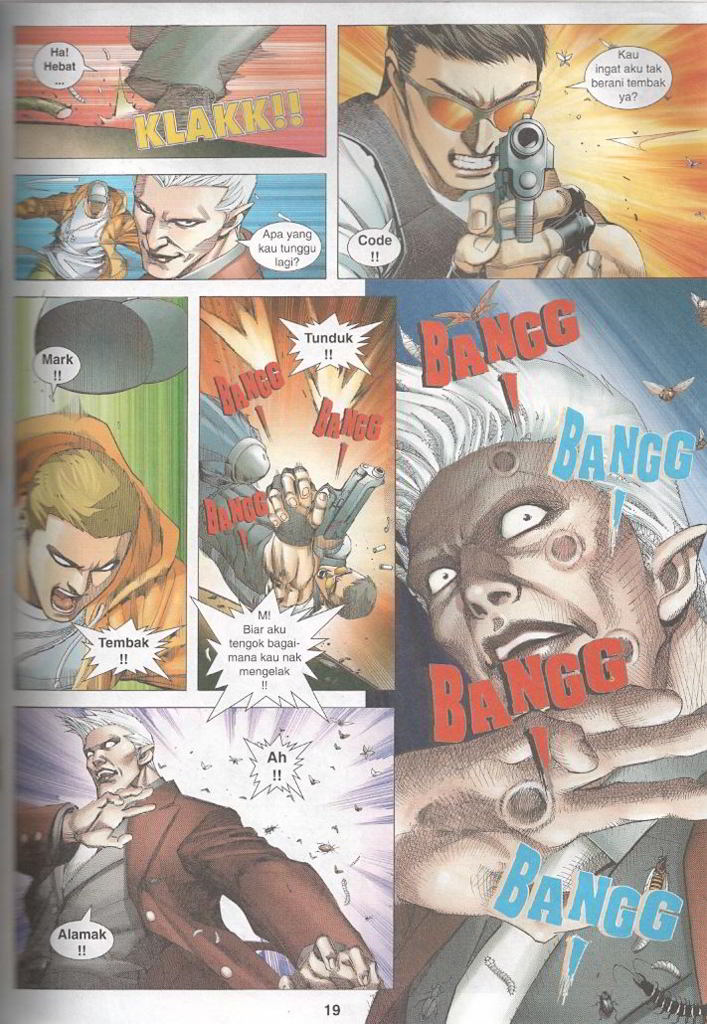 Ha!
Hebat
...
KLAKK!!
Kau
ingat aku tak
berani tembak
ya?
Code
!!
Apa yang
kau tunggu
lagi?
Mark
!!
Tembak
!!
Tunduk
!!
BANGG
!
BANGG
!
BANGG
!
M!
Biar aku
tengok bagai-
mana kau nak
mengelak
!!
BANGG
!
BANGG
!
BANGG
!
BANGG
!
Ah
!!
Alamak
!!
19